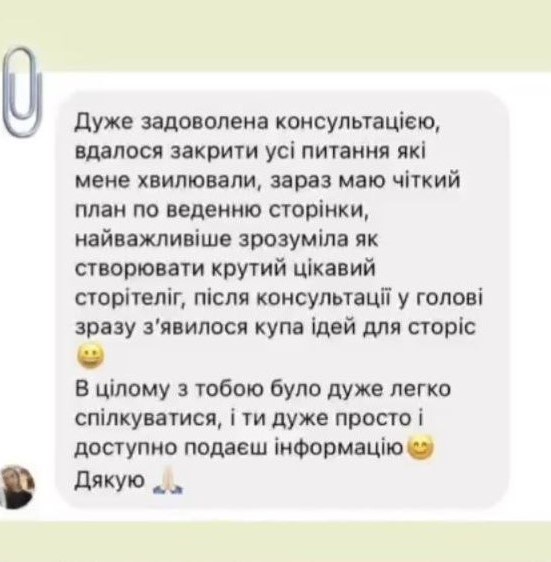 Дуже задоволена консультацією,
вдалося закрити усі питання які
мене хвилювали, зараз маю чіткий
план по веденню сторінки,
найважливіше зрозуміла як
створювати крутий цікавий
сторітеліг, після консультації у голові
зразу з’явилося купа ідей для сторіс
😀
В цілому з тобою було дуже легко
спілкуватися, і ти дуже просто і
доступно подаєш інформацію😊
Дякую 🙏🏻